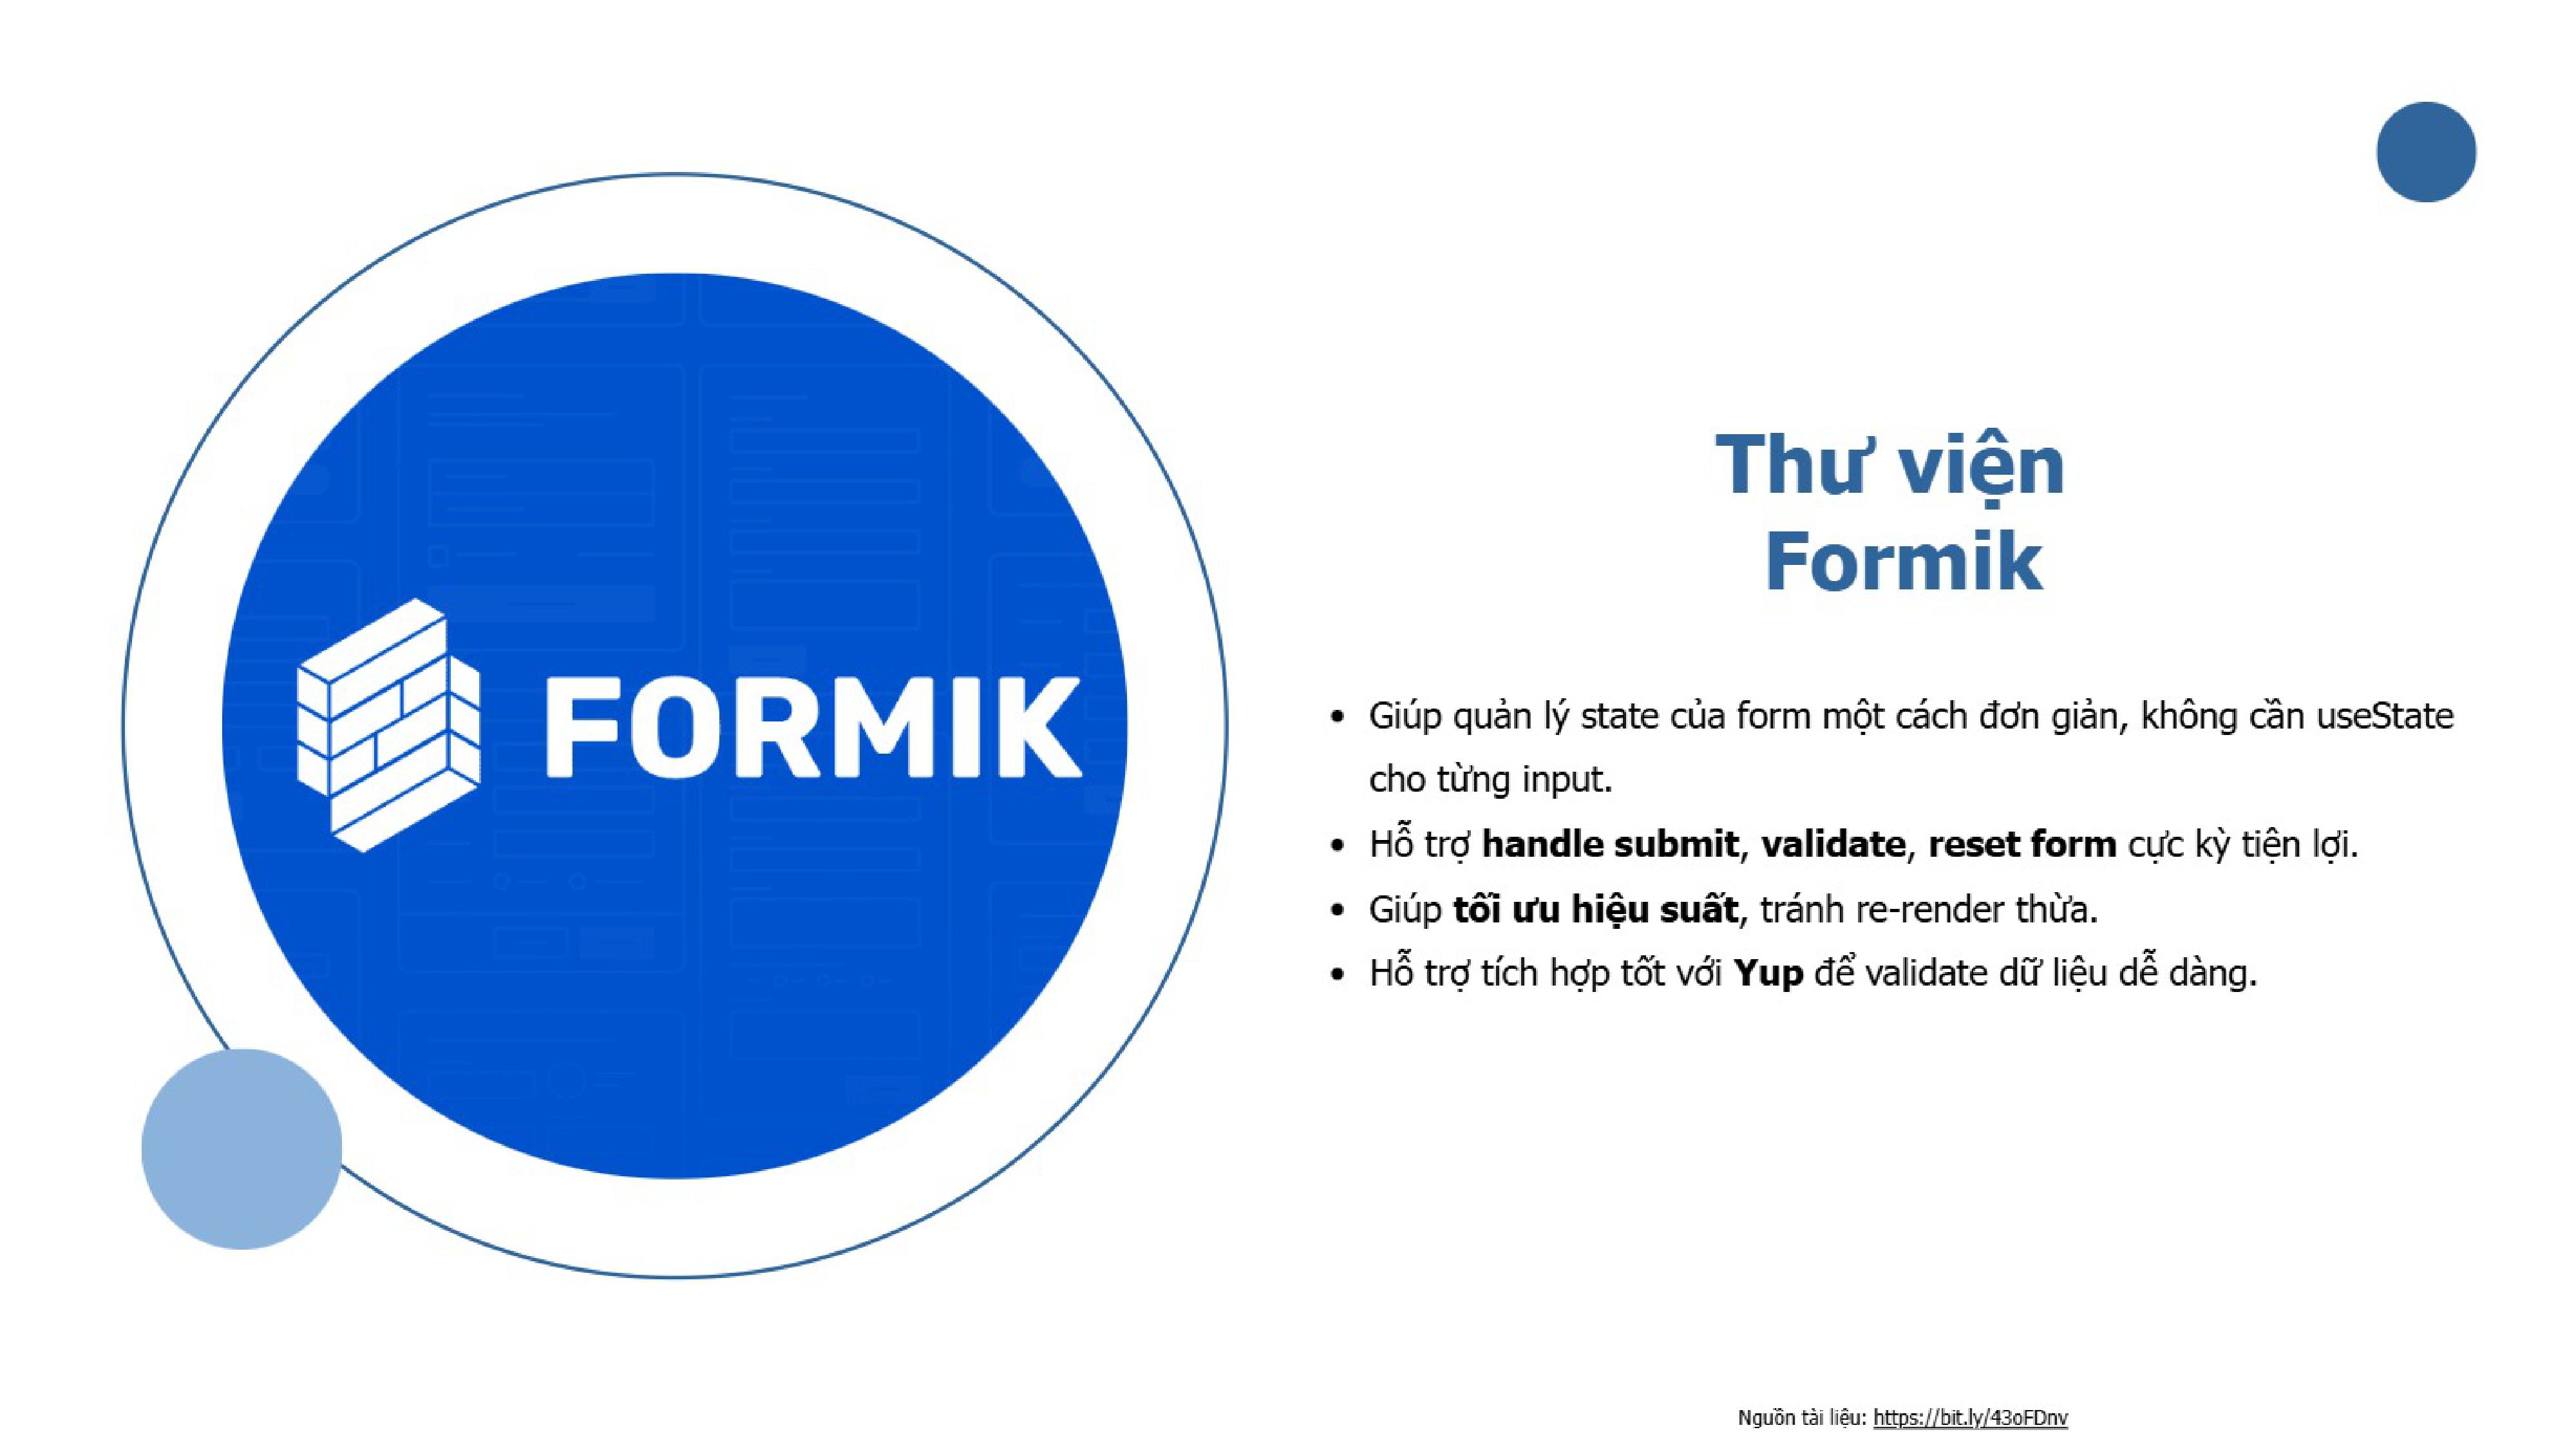 FORMIK
Thư viện
Formik
• Giúp quản lý state của form một cách đơn giản, không cần useState
cho từng input.
• Hỗ trợ handle submit, validate, reset form cực kỳ tiện lợi.
• Giúp tối ưu hiệu suất, tránh re-render thừa.
• Hỗ trợ tích hợp tốt với Yup để validate dữ liệu dễ dàng.
Nguồn tài liệu: https://bit.ly/43oFDnv